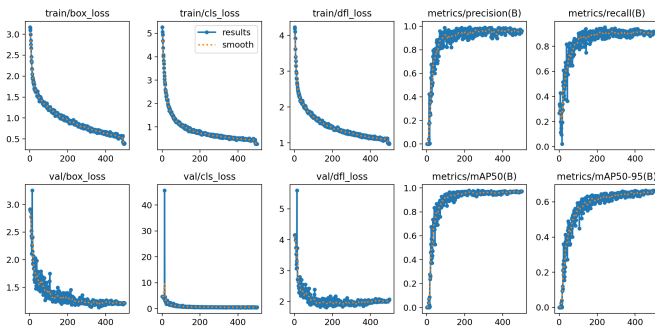 train/box_loss
3.0
2.5
2.0
1.5
1.0
0.5
0 200 400
train/cls_loss
results
smooth
5
4
3
2
1
0 200 400
train/dfl_loss
4
3
2
1
0 200 400
metrics/precision(B)
1.0
0.8
0.6
0.4
0.2
0.0
0 200 400
metrics/recall(B)
0.8
0.6
0.4
0.2
0.0
0 200 400
val/box_loss
3.0
2.5
2.0
1.5
0 200 400
val/cls_loss
40
30
20
10
0
0 200 400
val/dfl_loss
5
4
3
2
0 200 400
metrics/mAP50(B)
1.0
0.8
0.6
0.4
0.2
0.0
0 200 400
metrics/mAP50-95(B)
0.6
0.4
0.2
0.0
0 200 400